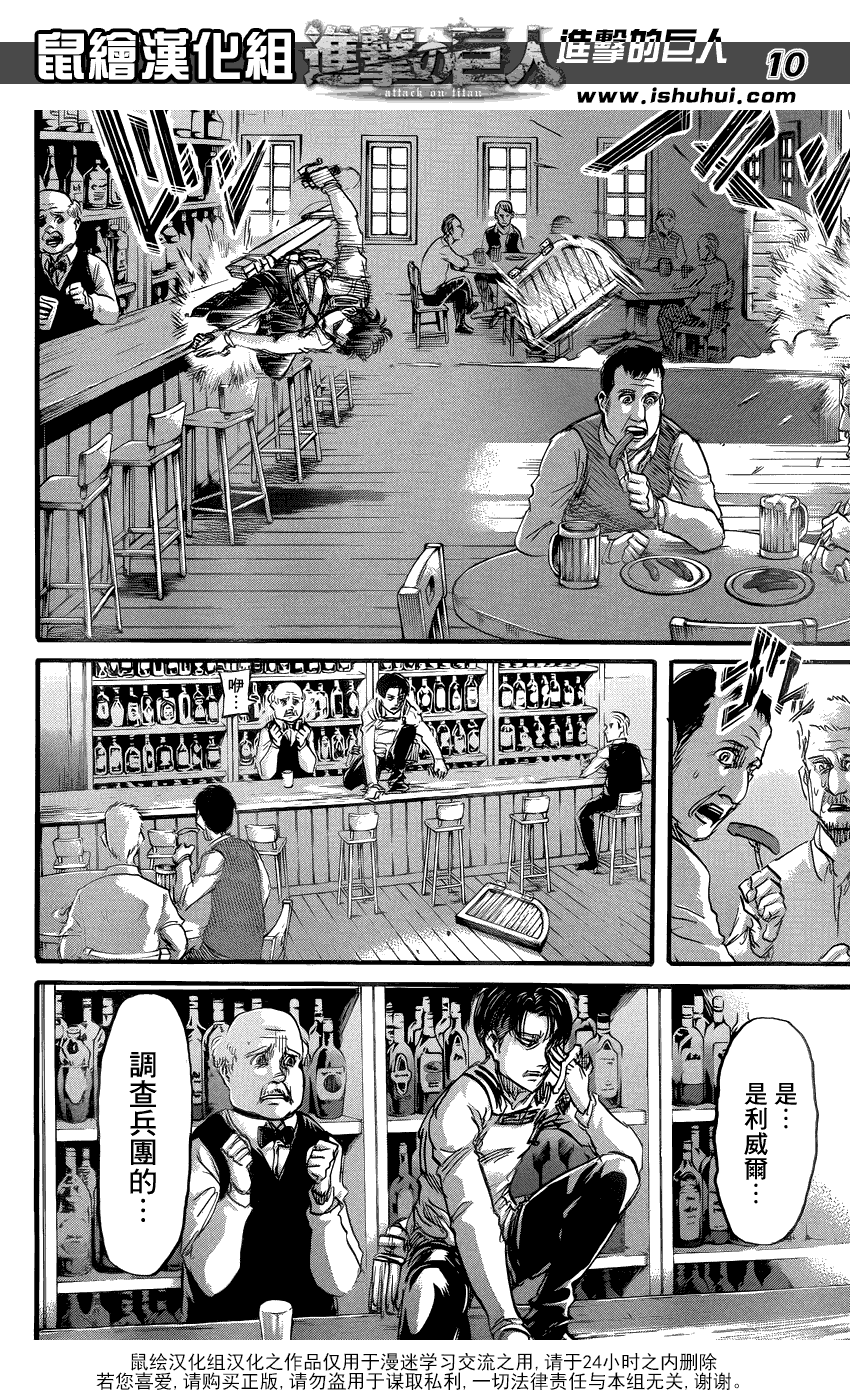 鼠繪漢化組
進撃の巨人
attack on titan
進擊的巨人
10
www.ishuhui.com
咿…
是…
是利威爾…
調查兵團的…
鼠绘汉化组汉化之作品仅用于漫迷学习交流之用,请于24小时之内删除
若您喜爱,请购买正版,请勿盗用于谋取私利,一切法律责任与本组无关,谢谢。